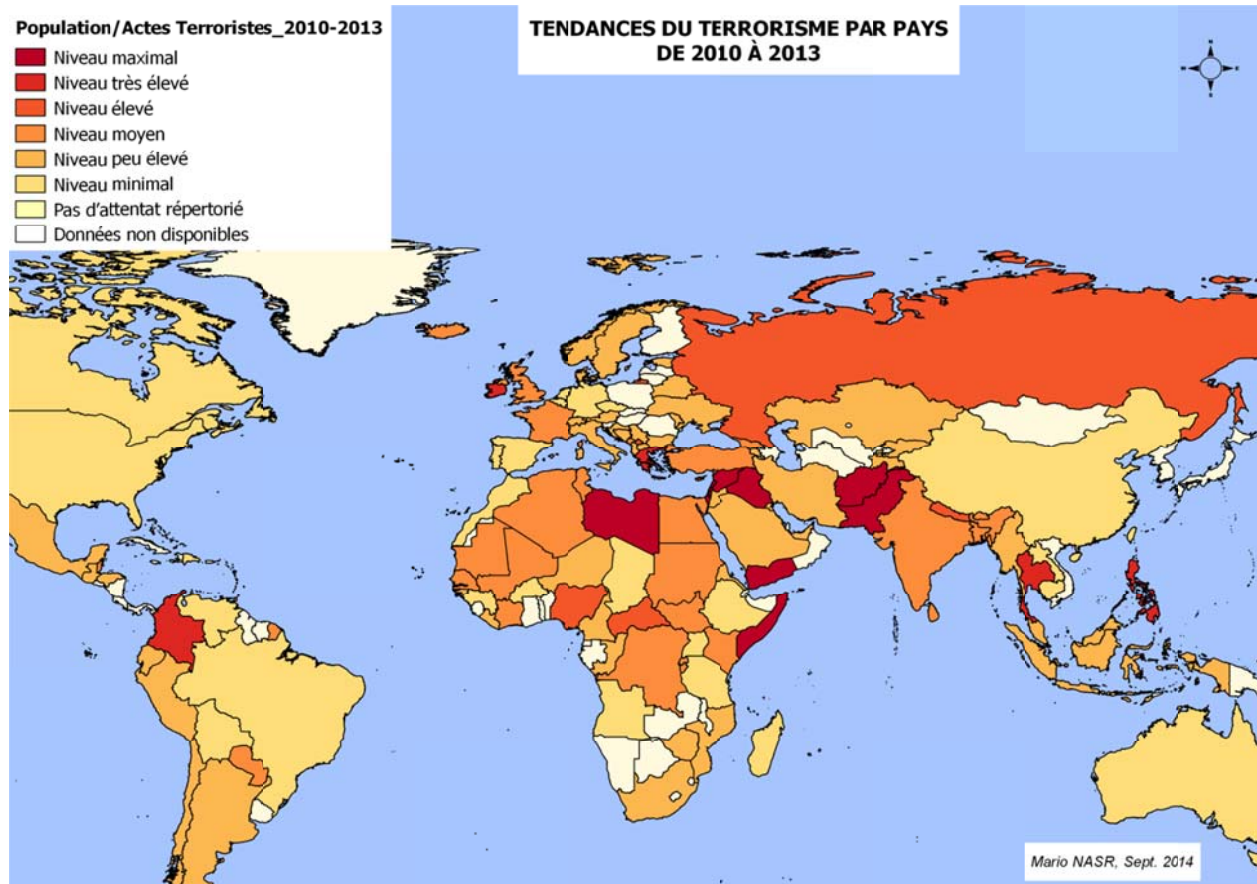 Population/Actes Terroristes_2010-2013
Niveau maximal
Niveau très élevé
Niveau élevé
Niveau moyen
Niveau peu élevé
Niveau minimal
Pas d'attentat répertorié
Données non disponibles
TENDANCES DU TERRORISME PAR PAYS
DE 2010 À 2013
Mario NASR, Sept. 2014